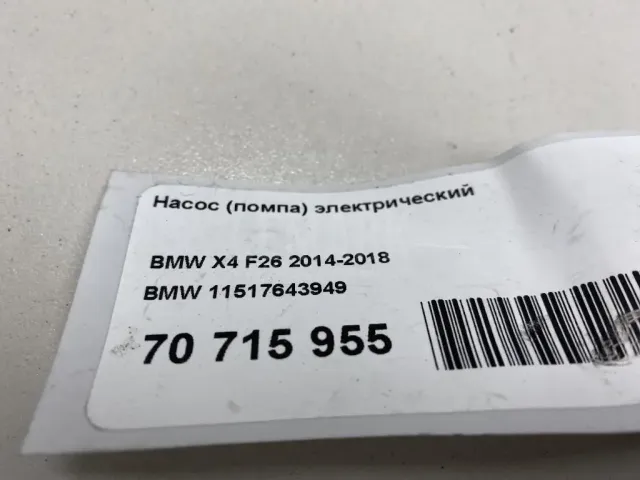 Насос (помпа) электрический
BMW X4 F26 2014-2018
BMW 11517643949
70 715 955